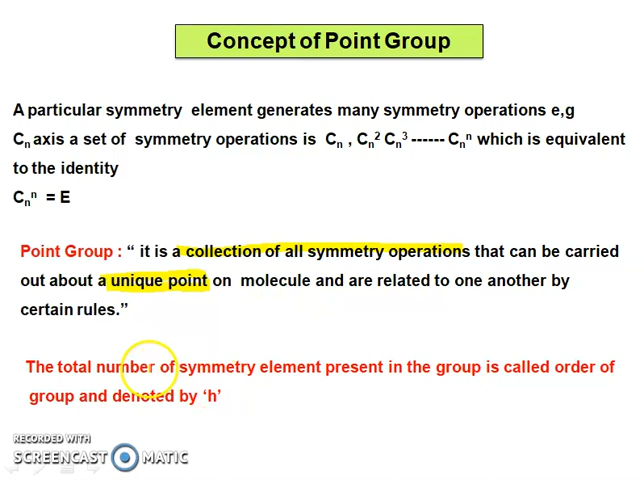 Concept of Point Group
A particular symmetry element generates many symmetry operations e,g
Cₙ axis a set of symmetry operations is Cₙ , Cₙ² Cₙ³ ------ Cₙⁿ which is equivalent
to the identity
Cₙⁿ = E
Point Group : “ it is a collection of all symmetry operations that can be carried
out about a unique point on molecule and are related to one another by
certain rules.”
The total number of symmetry element present in the group is called order of
group and denoted by ‘h’
RECORDED WITH
SCREENCAST MATIC